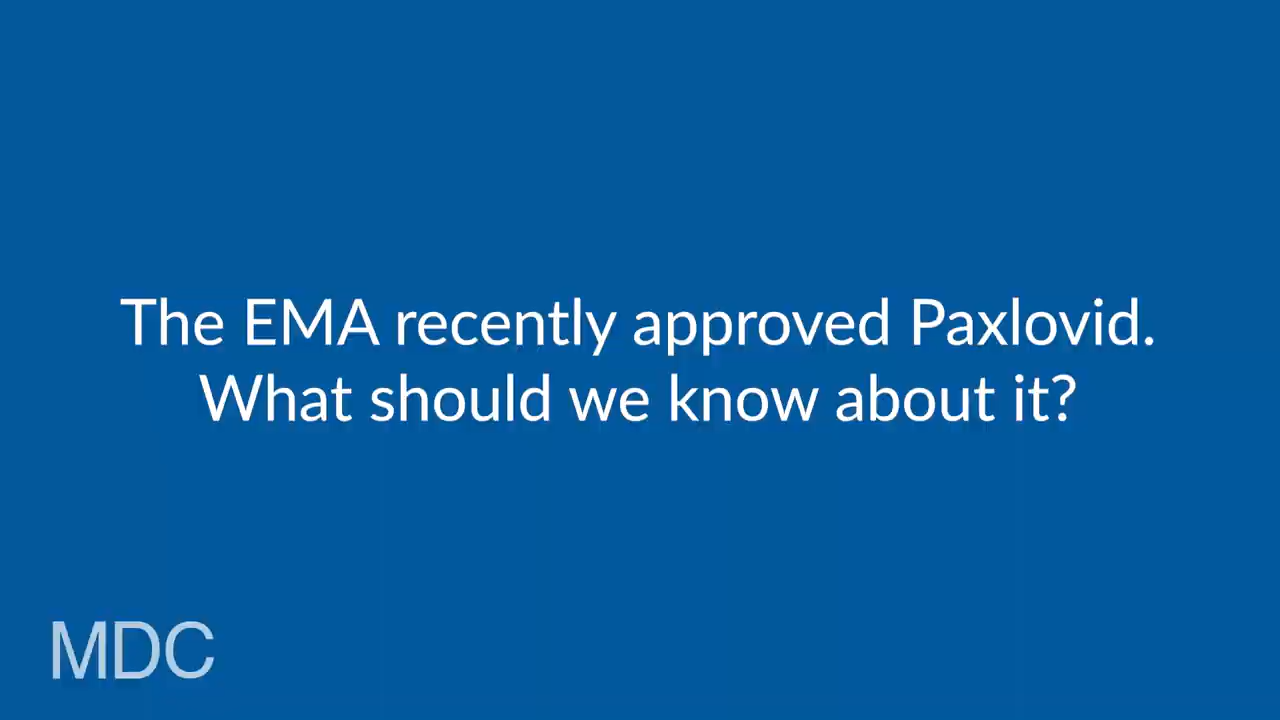 The EMA recently approved Paxlovid.
What should we know about it?
MDC